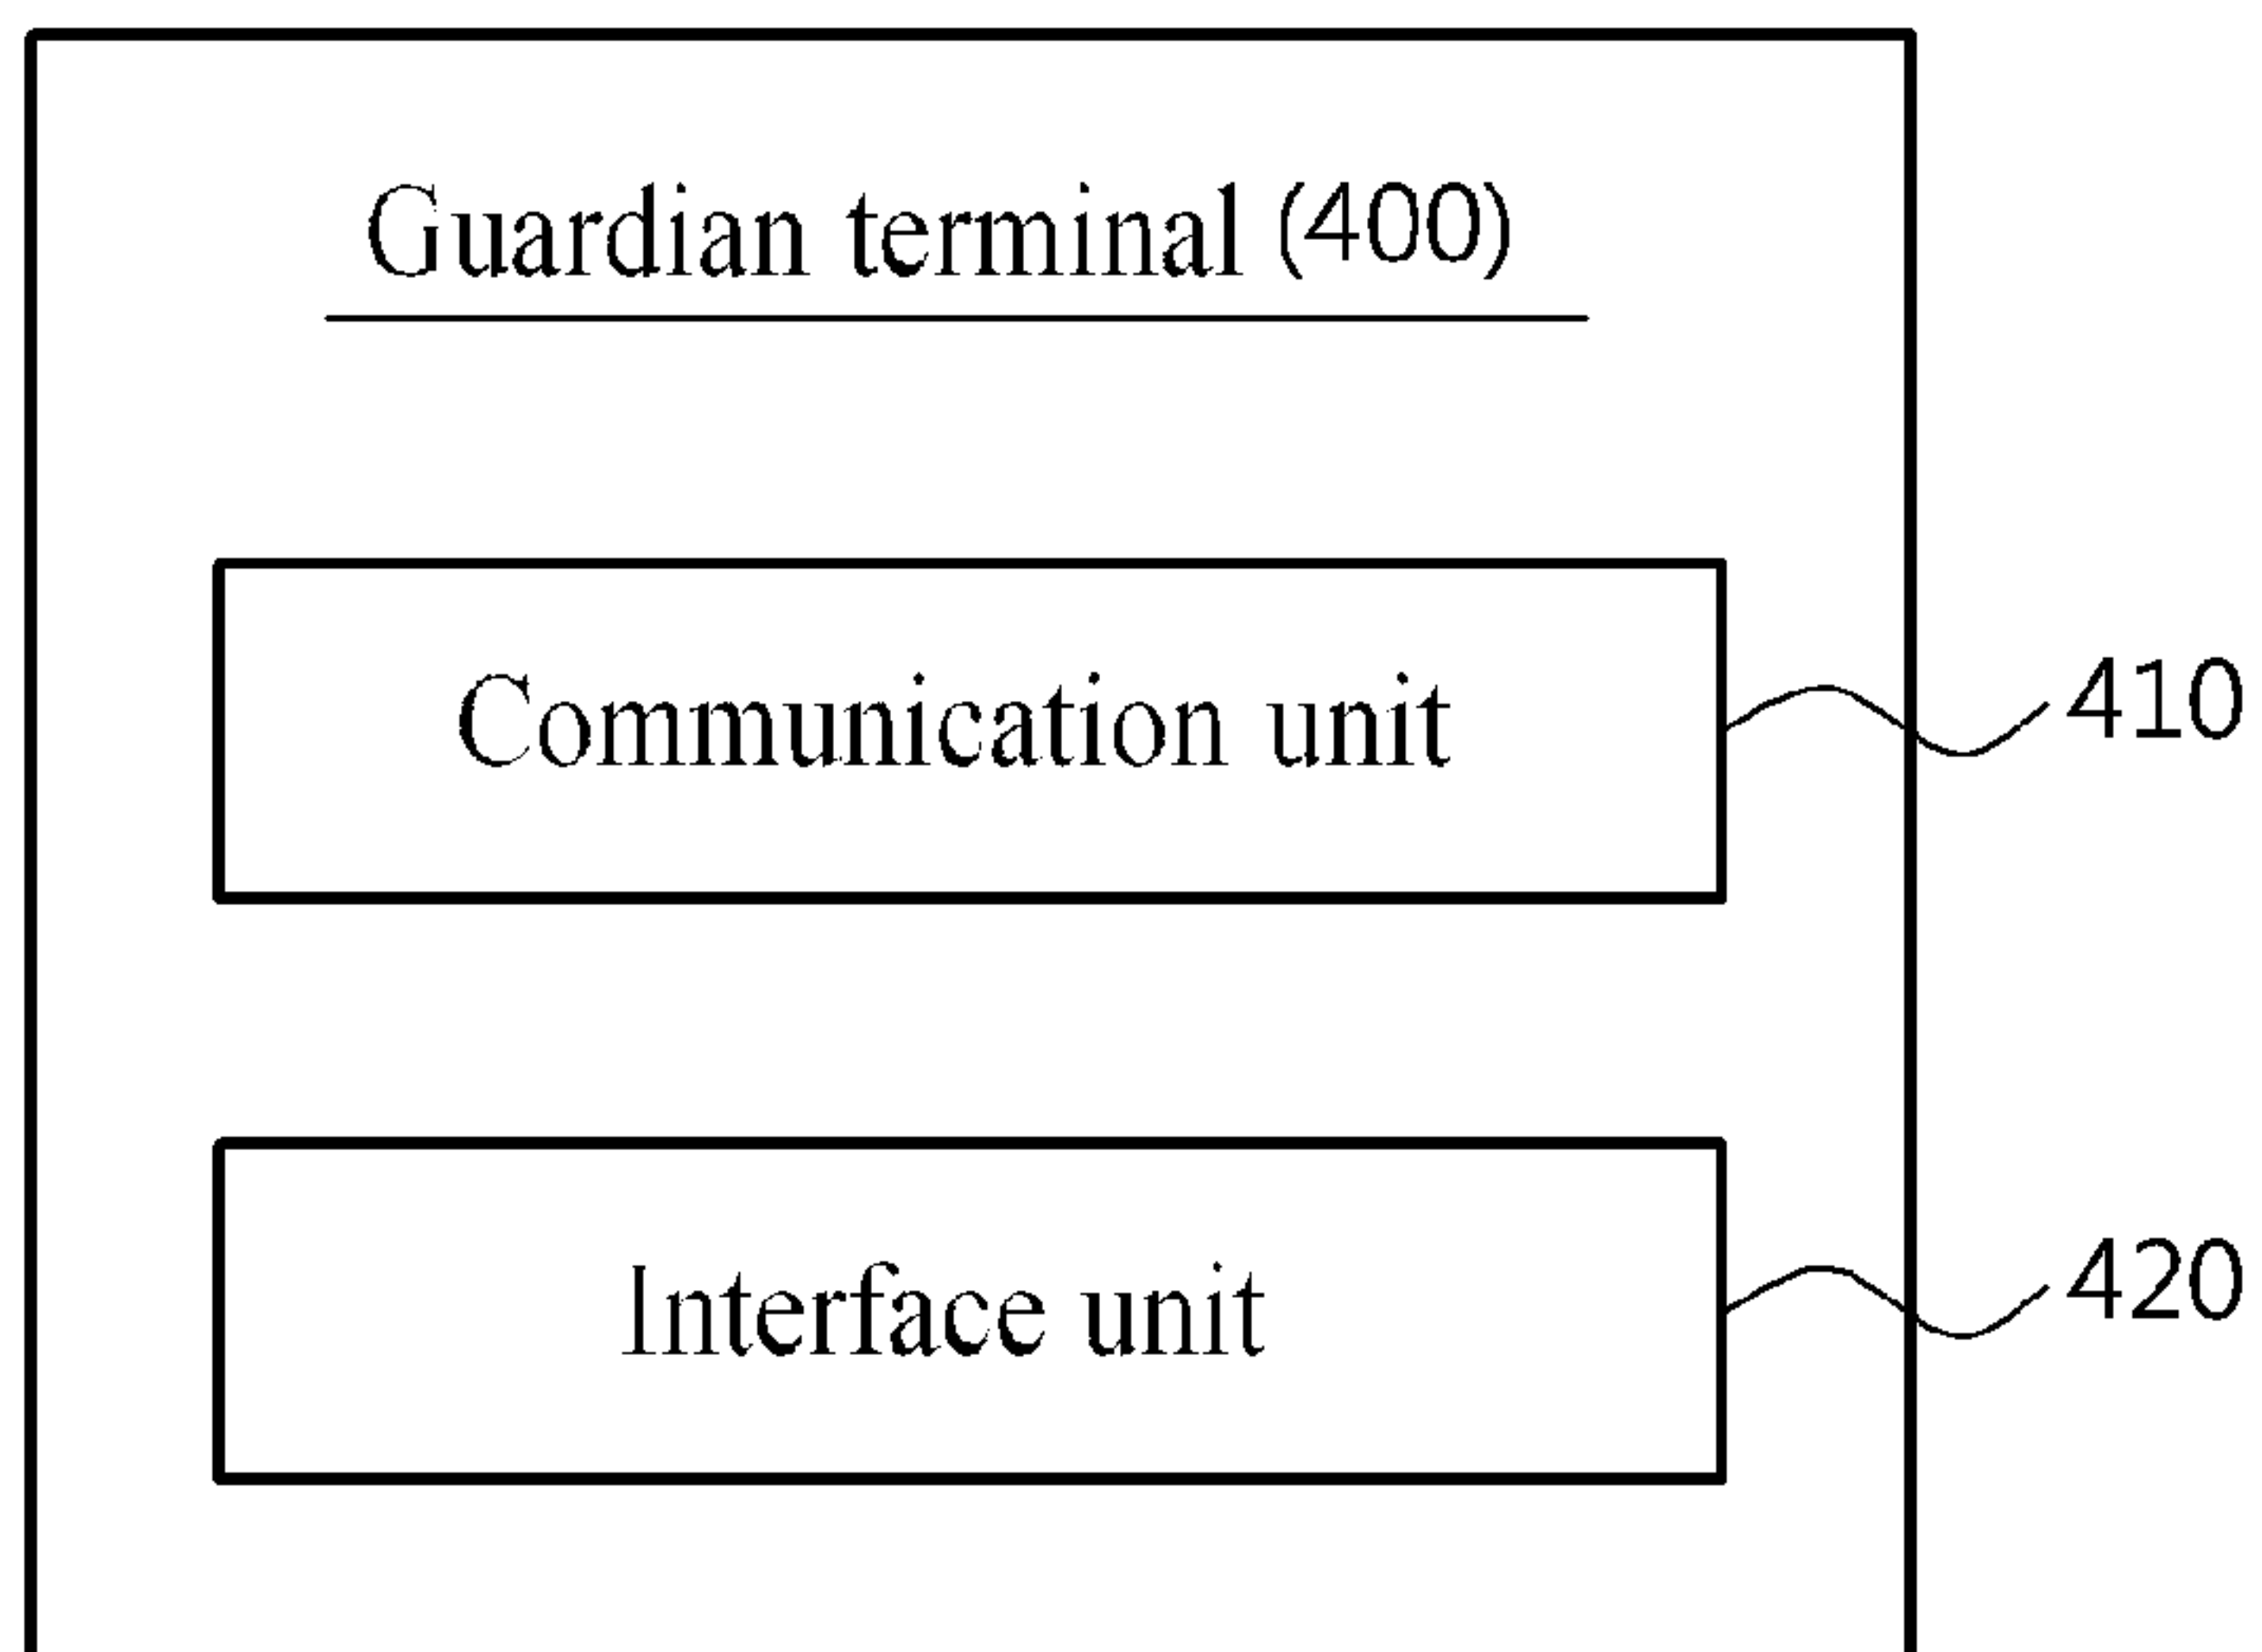 Guardian terminal (400)
Communication unit
410
Interface unit
420